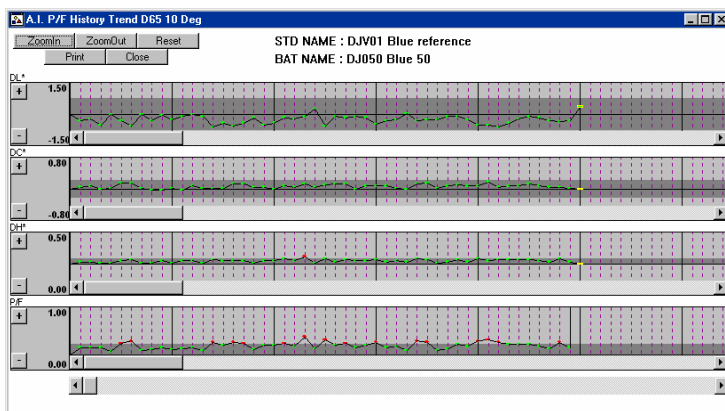 A.I. P/F History Trend D65 10 Deg
ZoomIn ZoomOut Reset
Print Close
STD NAME : DJV01 Blue reference
BAT NAME : DJ050 Blue 50
DL*
+ 1.50
- -1.50
DC*
+ 0.80
- -0.80
DH*
+ 0.50
- 0.00
P/F
+ 1.00
- 0.00